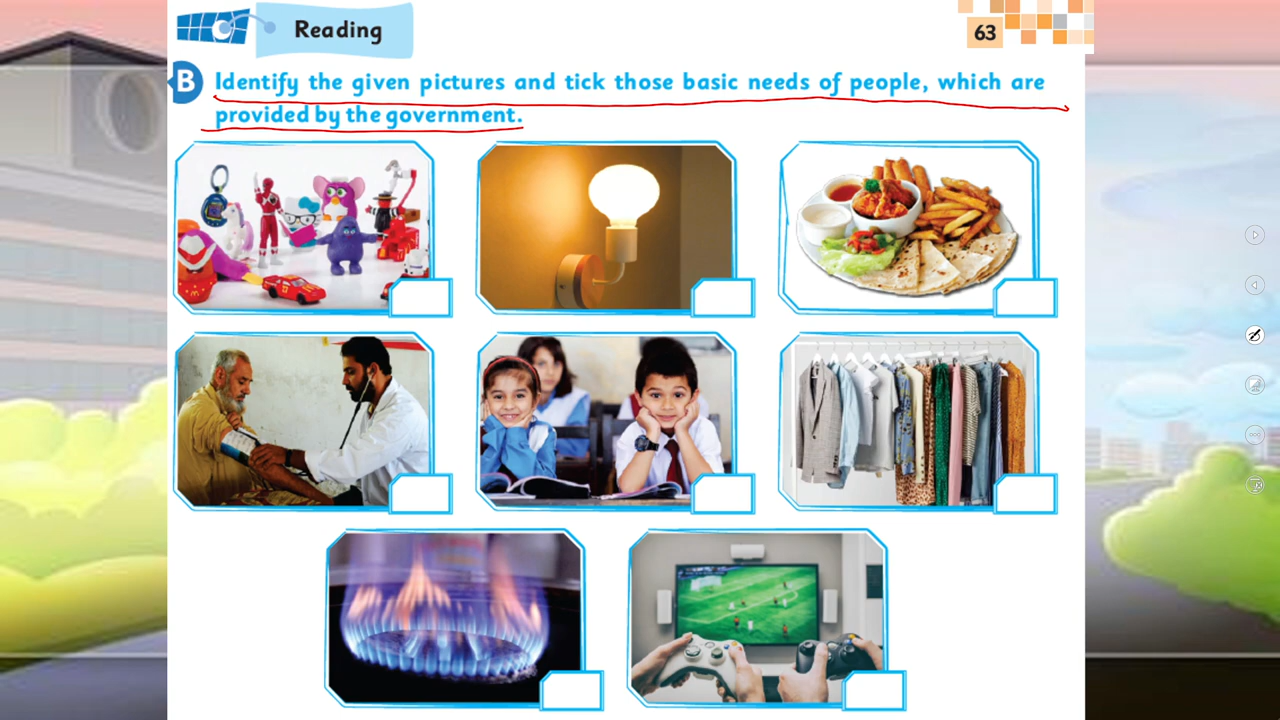 Reading
63
B
Identify the given pictures and tick those basic needs of people, which are
provided by the government.